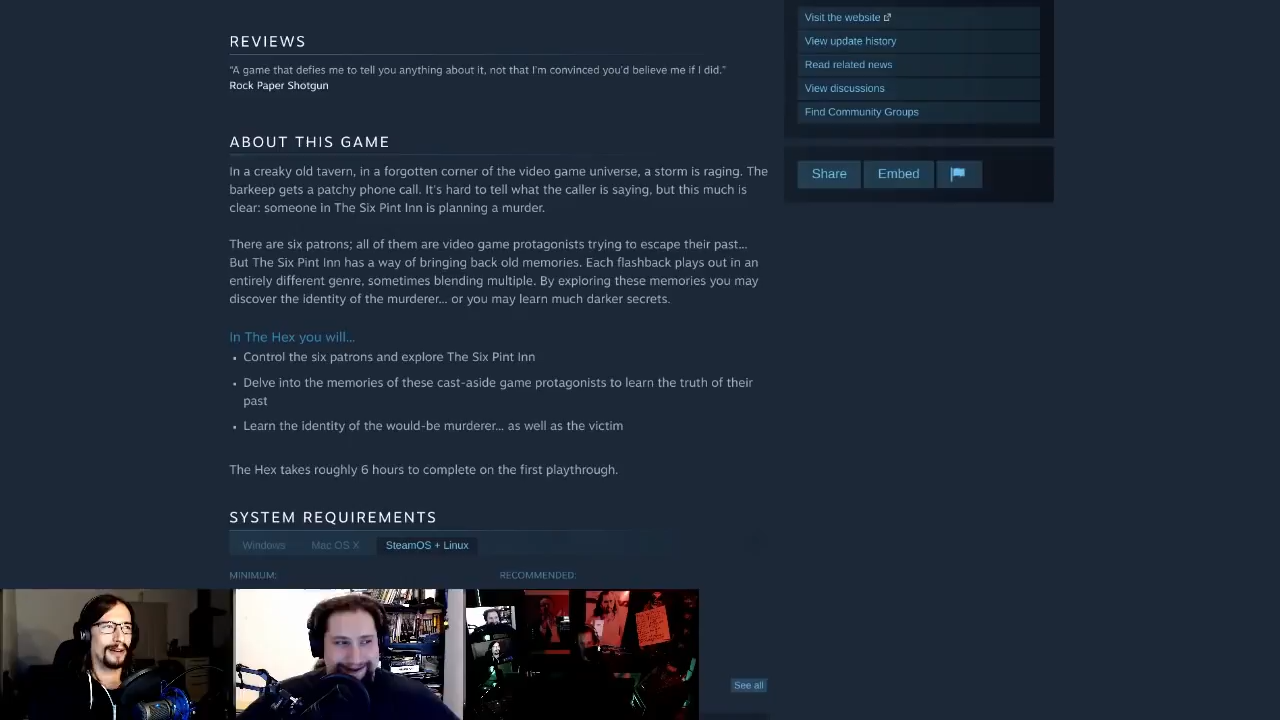 REVIEWS
“A game that defies me to tell you anything about it, not that I'm convinced you'd believe me if I did.”
Rock Paper Shotgun
ABOUT THIS GAME
In a creaky old tavern, in a forgotten corner of the video game universe, a storm is raging. The
barkeep gets a patchy phone call. It's hard to tell what the caller is saying, but this much is
clear: someone in The Six Pint Inn is planning a murder.
There are six patrons; all of them are video game protagonists trying to escape their past...
But The Six Pint Inn has a way of bringing back old memories. Each flashback plays out in an
entirely different genre, sometimes blending multiple. By exploring these memories you may
discover the identity of the murderer... or you may learn much darker secrets.
In The Hex you will...
Control the six patrons and explore The Six Pint Inn
Delve into the memories of these cast-aside game protagonists to learn the truth of their
past
Learn the identity of the would-be murderer... as well as the victim
The Hex takes roughly 6 hours to complete on the first playthrough.
SYSTEM REQUIREMENTS
Windows Mac OS X SteamOS + Linux
MINIMUM: RECOMMENDED:
See all
Visit the website
View update history
Read related news
View discussions
Find Community Groups
Share Embed